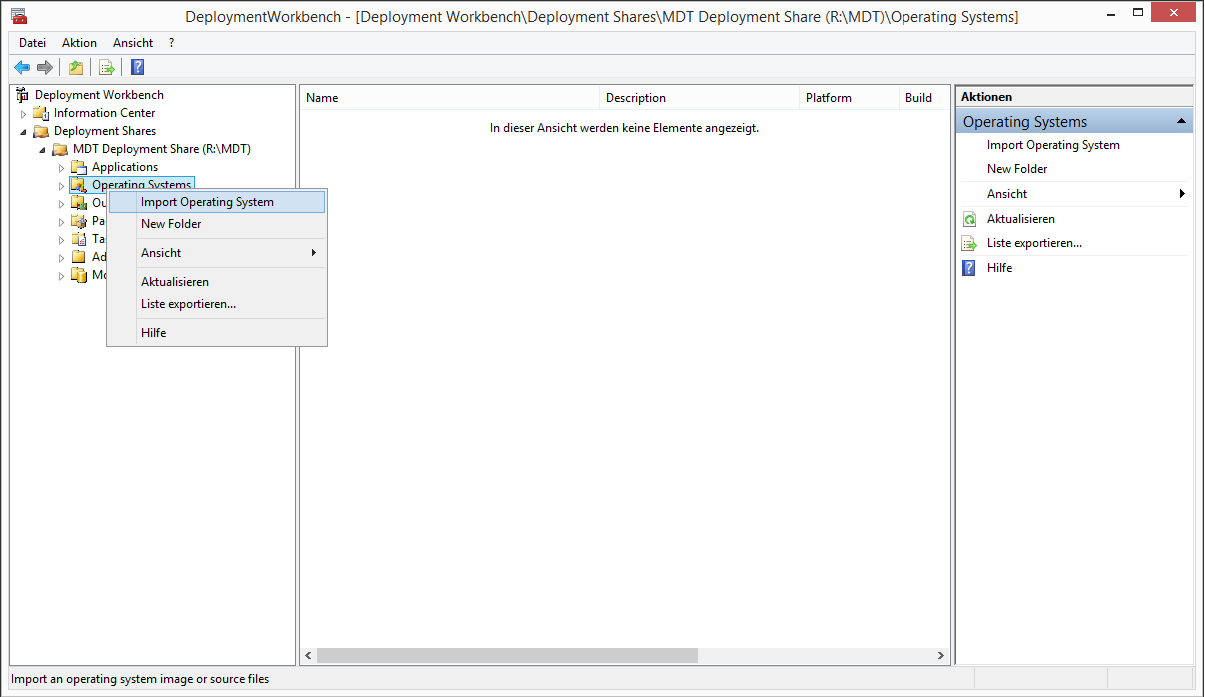 DeploymentWorkbench - [Deployment Workbench\Deployment Shares\MDT Deployment Share (R:\MDT)\Operating Systems]
Datei Aktion Ansicht ?
Deployment Workbench
Information Center
Deployment Shares
MDT Deployment Share (R:\MDT)
Applications
Operating Systems
Ou
Pa
Ta
Ad
Mo
Import Operating System
New Folder
Ansicht
Aktualisieren
Liste exportieren...
Hilfe
Name Description Platform Build
In dieser Ansicht werden keine Elemente angezeigt.
Aktionen
Operating Systems
Import Operating System
New Folder
Ansicht
Aktualisieren
Liste exportieren...
Hilfe
Import an operating system image or source files